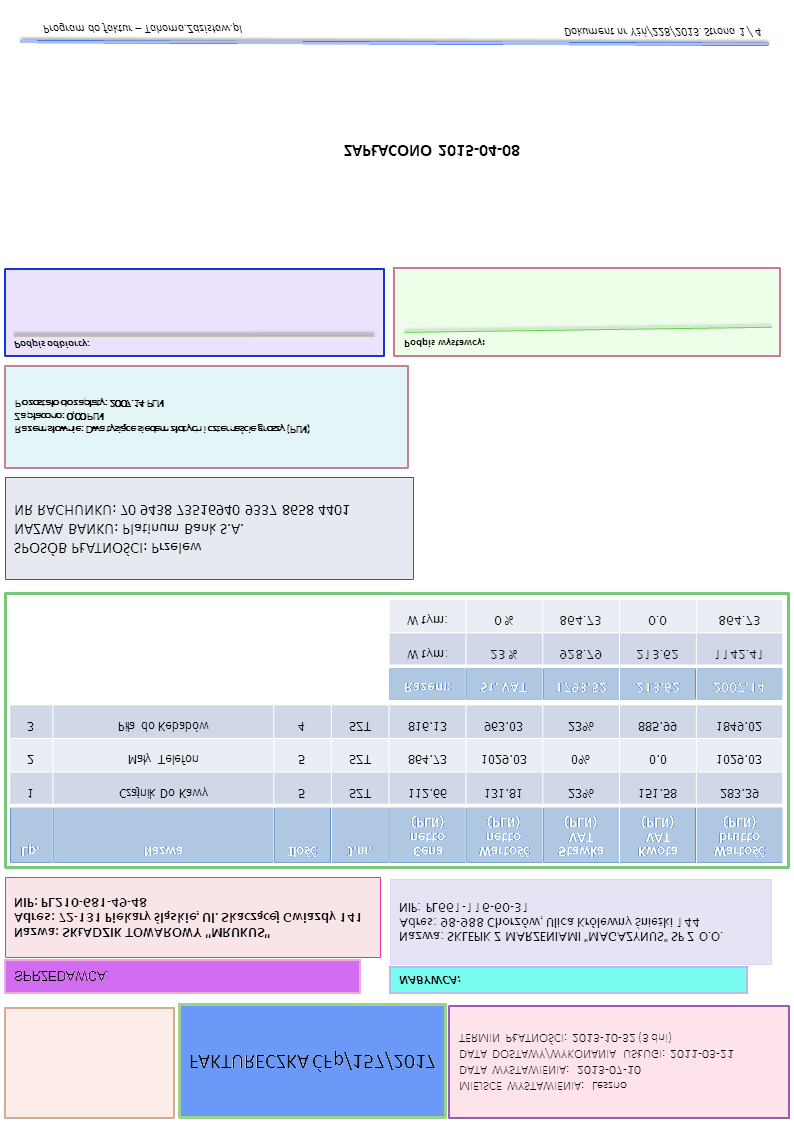 FAKTURECZKA ĆFp/157/2017
MIEJSCE WYSTAWIENIA: Leszno
DATA WYSTAWIENIA: 2013-07-10
DATA DOSTAWY/WYKONANIA USŁUGI: 2011-03-21
TERMIN PŁATNOŚCI: 2013-10-32 (3 dni)
SPRZEDAWCA:
Nazwa: SKŁADZIK TOWAROWY "MRUKUS"
Adres: 72-131 Piekary śląskie, Ul. Skaczącej Gwiazdy 141
NIP: PL210-681-49-48
NABYWCA:
Nazwa: SKLEPIK Z MARZENIAMI "MAGAZYNUS" SP Z O.O.
Adres: 98-988 Chorzów, Ulica Królewny Śnieżki 144
NIP: PL661-116-60-31
Lp. Nazwa Ilość J.m. Cena netto (PLN) Wartość netto (PLN) Stawka VAT (PLN) Kwota VAT (PLN) Wartość brutto (PLN)
1 Czajnik Do Kawy 5 SZT 112.66 131.81 23% 151.58 283.39
2 Mały Telefon 5 SZT 864.73 1029.03 0% 0.0 1029.03
3 Piła do Kebabów 4 SZT 816.13 963.03 23% 885.99 1849.02
Razem: St. VAT 1793.52 213.62 2007.14
W tym: 23 % 928.79 213.62 1142.41
W tym: 0 % 864.73 0.0 864.73
SPOSÓB PŁATNOŚCI: Przelew
NAZWA BANKU: Platinum Bank S.A.
NR RACHUNKU: 70 9438 73516940 9337 8658 4401
Razem słownie: Dwa tysiące siedem złotych i czternaście groszy (PLN)
Zapłacono: 0,00 PLN
Pozostało do zapłaty: 2007.14 PLN
Podpis odbiorcy:
Podpis wystawcy:
ZAPŁACONO 2015-04-08
Program do faktur – Tahoma.Zdzisław.pl
Dokument nr 228/2013. Strona 1 / 4